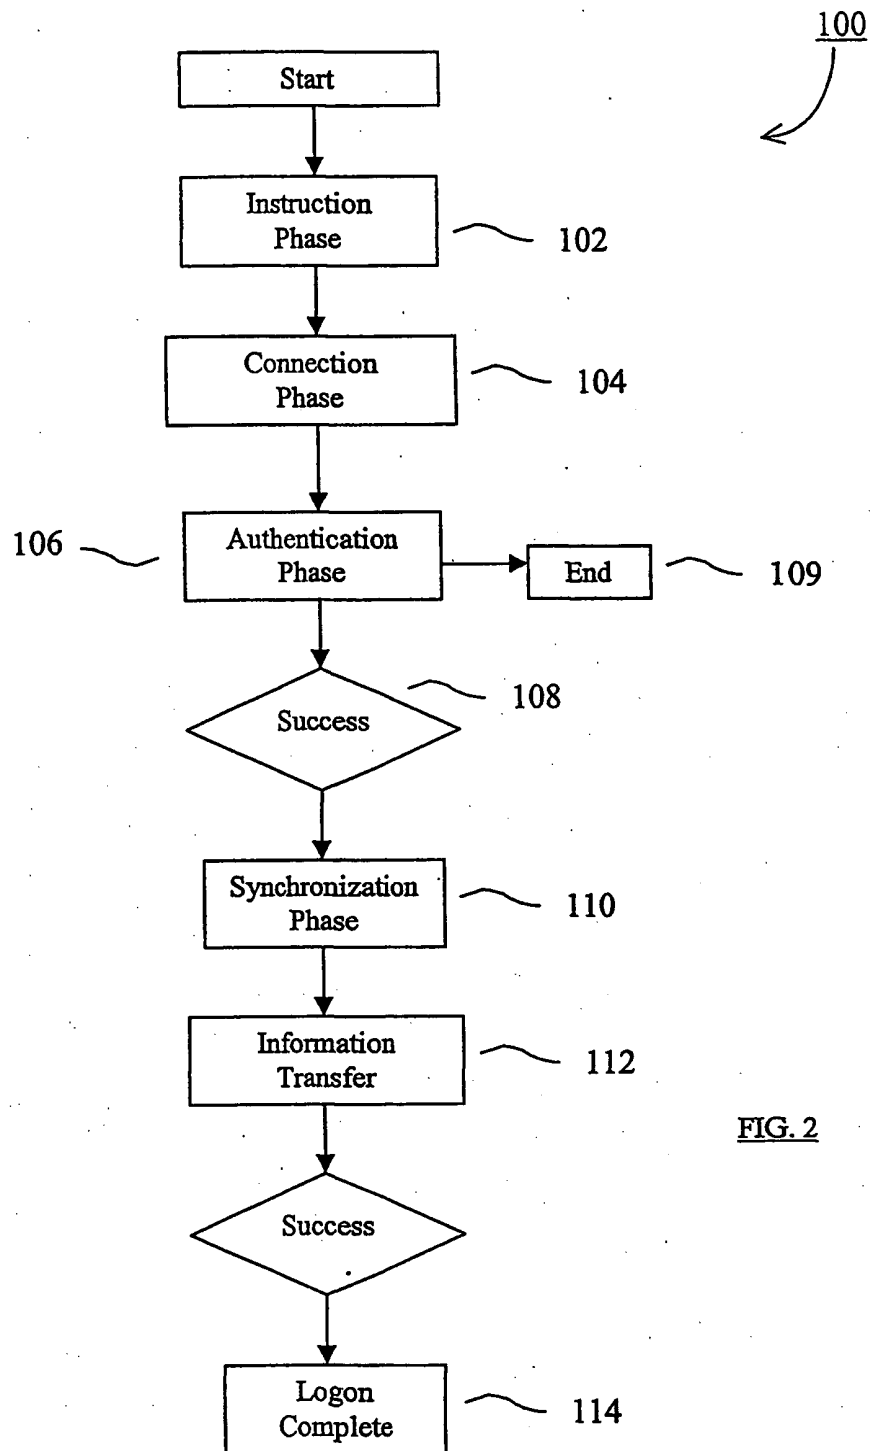 100
Start
Instruction
Phase
102
Connection
Phase
104
106
Authentication
Phase
End
109
Success
108
Synchronization
Phase
110
Information
Transfer
112
FIG. 2
Success
Logon
Complete
114